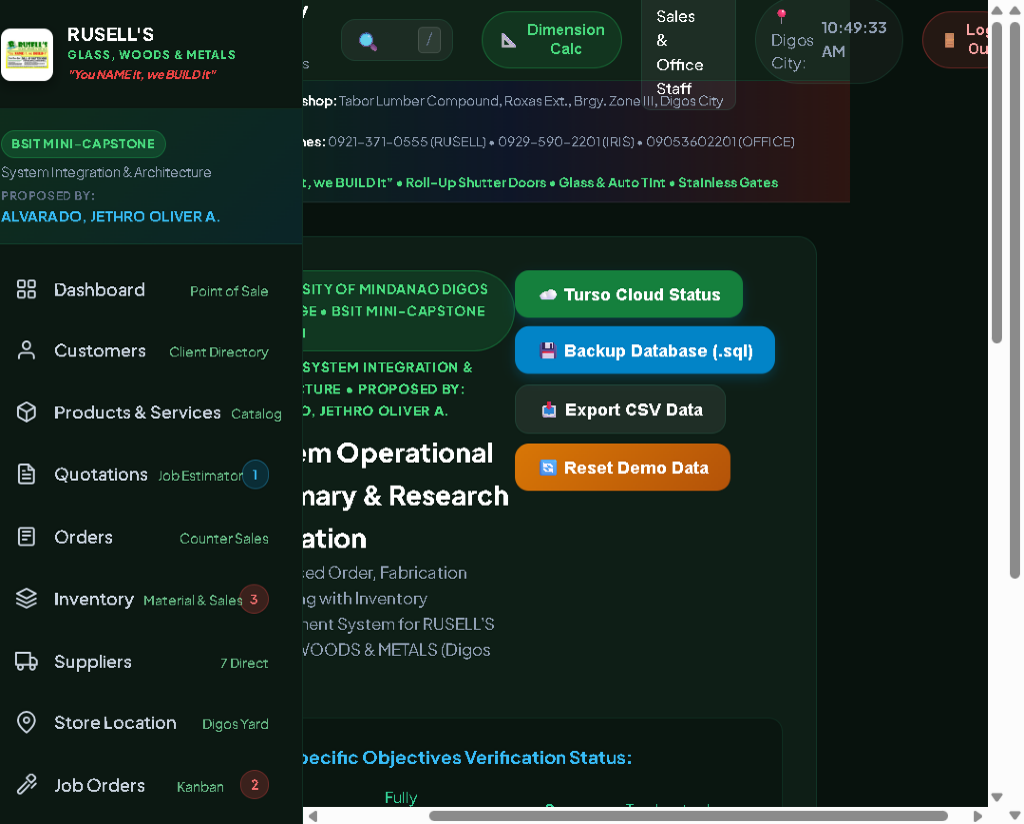 RUSELL'S
GLASS, WOODS & METALS
"You NAME it, we BUILD it"
BSIT MINI-CAPSTONE
System Integration & Architecture
PROPOSED BY:
ALVARADO, JETHRO OLIVER A.
Dashboard Point of Sale
Customers Client Directory
Products & Services Catalog
Quotations Job Estimator 1
Orders Counter Sales
Inventory Material & Sales 3
Suppliers 7 Direct
Store Location Digos Yard
Job Orders Kanban 2
/
Dimension
Calc
Sales
&
Office
Staff
Digos
City:
10:49:33
AM
Log
Ou
shop: Tabor Lumber Compound, Roxas Ext., Brgy. Zone III, Digos City
nes: 0921-371-0555 (RUSELL) • 0929-590-2201 (IRIS) • 09053602201 (OFFICE)
t, we BUILD it" • Roll-Up Shutter Doors • Glass & Auto Tint • Stainless Gates
SITY OF MINDANAO DIGOS
GE • BSIT MINI-CAPSTONE
SYSTEM INTEGRATION &
TURE • PROPOSED BY:
O, JETHRO OLIVER A.
em Operational
mary & Research
ation
ced Order, Fabrication
ng with Inventory
ment System for RUSELL'S
WOODS & METALS (Digos
Turso Cloud Status
Backup Database (.sql)
Export CSV Data
Reset Demo Data
pecific Objectives Verification Status:
Fully